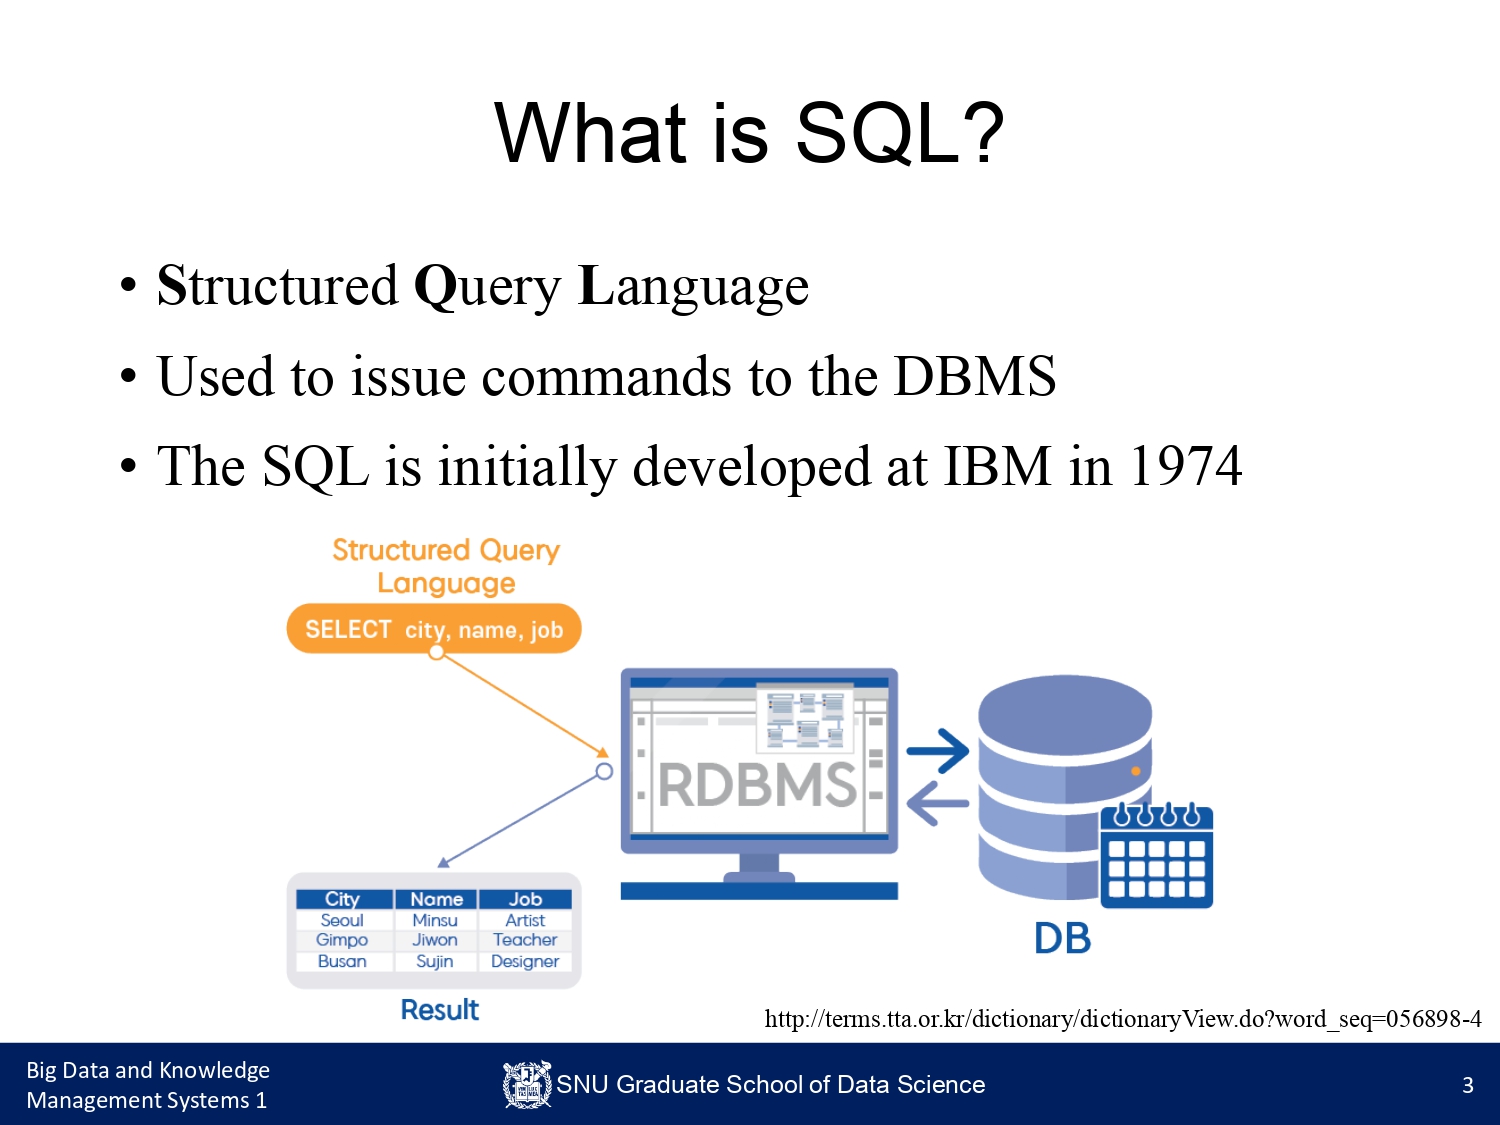 What is SQL?
• Structured Query Language
• Used to issue commands to the DBMS
• The SQL is initially developed at IBM in 1974
Structured Query
Language
SELECT city, name, job
RDBMS
DB
City Name Job
Seoul Minsu Artist
Gimpo Jiwon Teacher
Busan Sujin Designer
Result
http://terms.tta.or.kr/dictionary/dictionaryView.do?word_seq=056898-4
Big Data and Knowledge
Management Systems 1
SNU Graduate School of Data Science
3